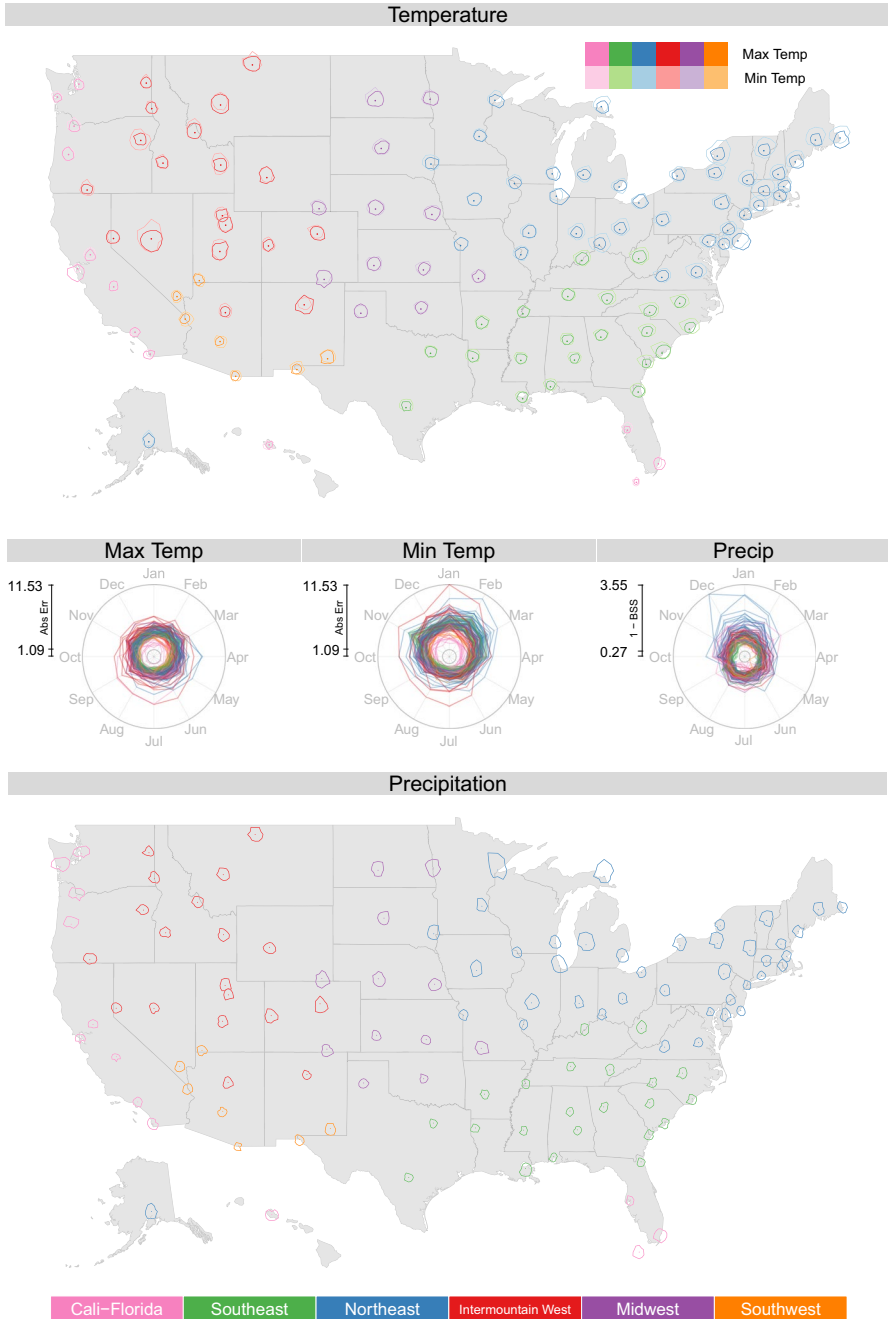 Temperature
Max Temp
Min Temp
Max Temp
Min Temp
Precip
11.53
Abs Err
1.09
Jan
Feb
Mar
Apr
May
Jun
Jul
Aug
Sep
Oct
Nov
Dec
11.53
Abs Err
1.09
Jan
Feb
Mar
Apr
May
Jun
Jul
Aug
Sep
Oct
Nov
Dec
3.55
1 − BSS
0.27
Jan
Feb
Mar
Apr
May
Jun
Jul
Aug
Sep
Oct
Nov
Dec
Precipitation
Cali−Florida
Southeast
Northeast
Intermountain West
Midwest
Southwest